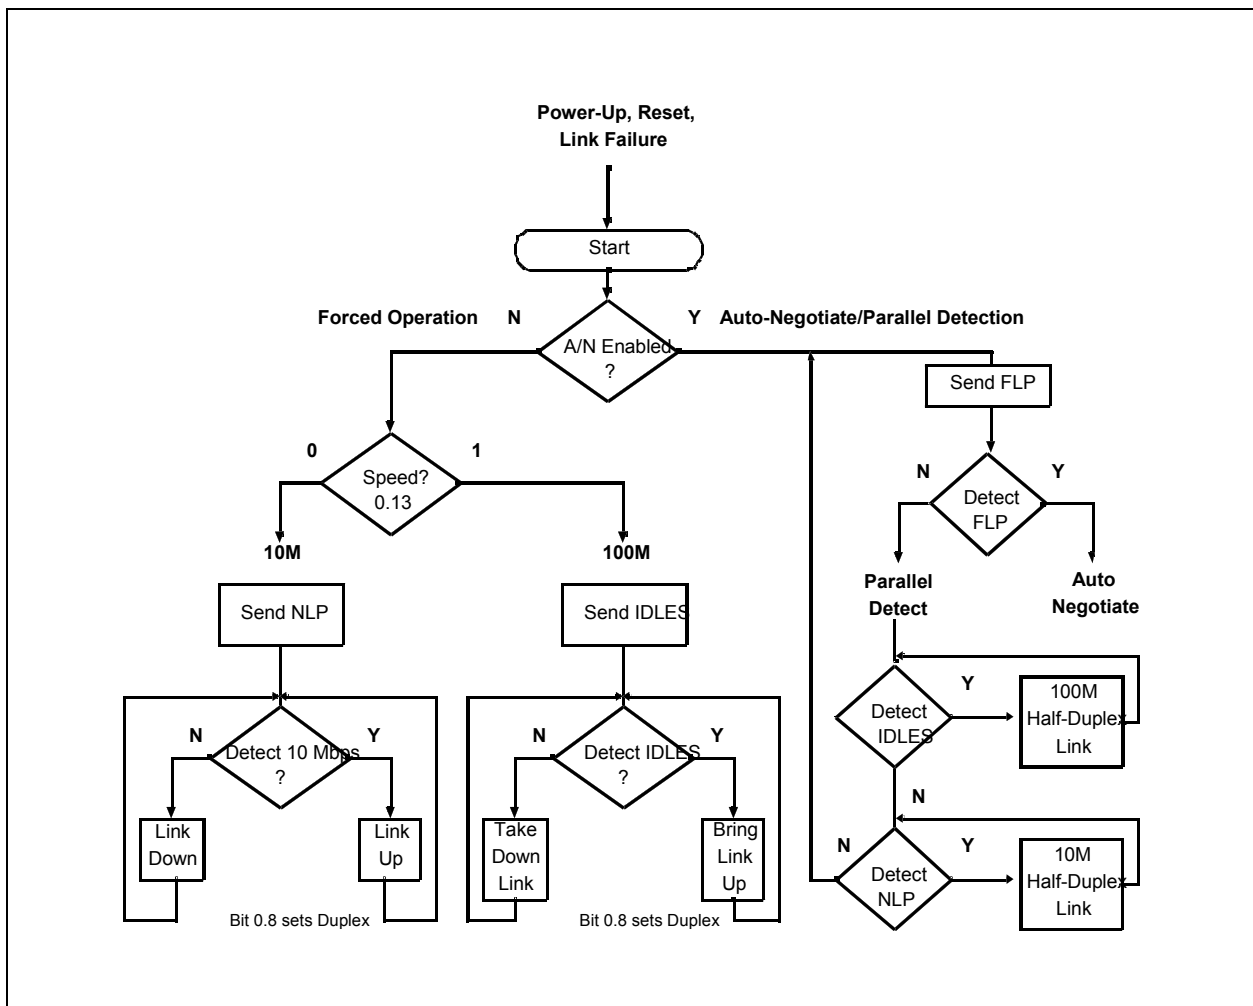 Power-Up, Reset,
Link Failure
Start
Forced Operation N
Y Auto-Negotiate/Parallel Detection
A/N Enabled
?
Send FLP
0
1
Speed?
0.13
N
Y
Detect
FLP
10M
100M
Parallel
Detect
Auto
Negotiate
Send NLP
Send IDLES
N
Y
Detect 10 Mbps
?
Link
Down
Link
Up
Bit 0.8 sets Duplex
N
Y
Detect IDLES
?
Take
Down
Link
Bring
Link
Up
Bit 0.8 sets Duplex
Y
Detect
IDLES
100M
Half-Duplex
Link
N
N
Y
Detect
NLP
10M
Half-Duplex
Link